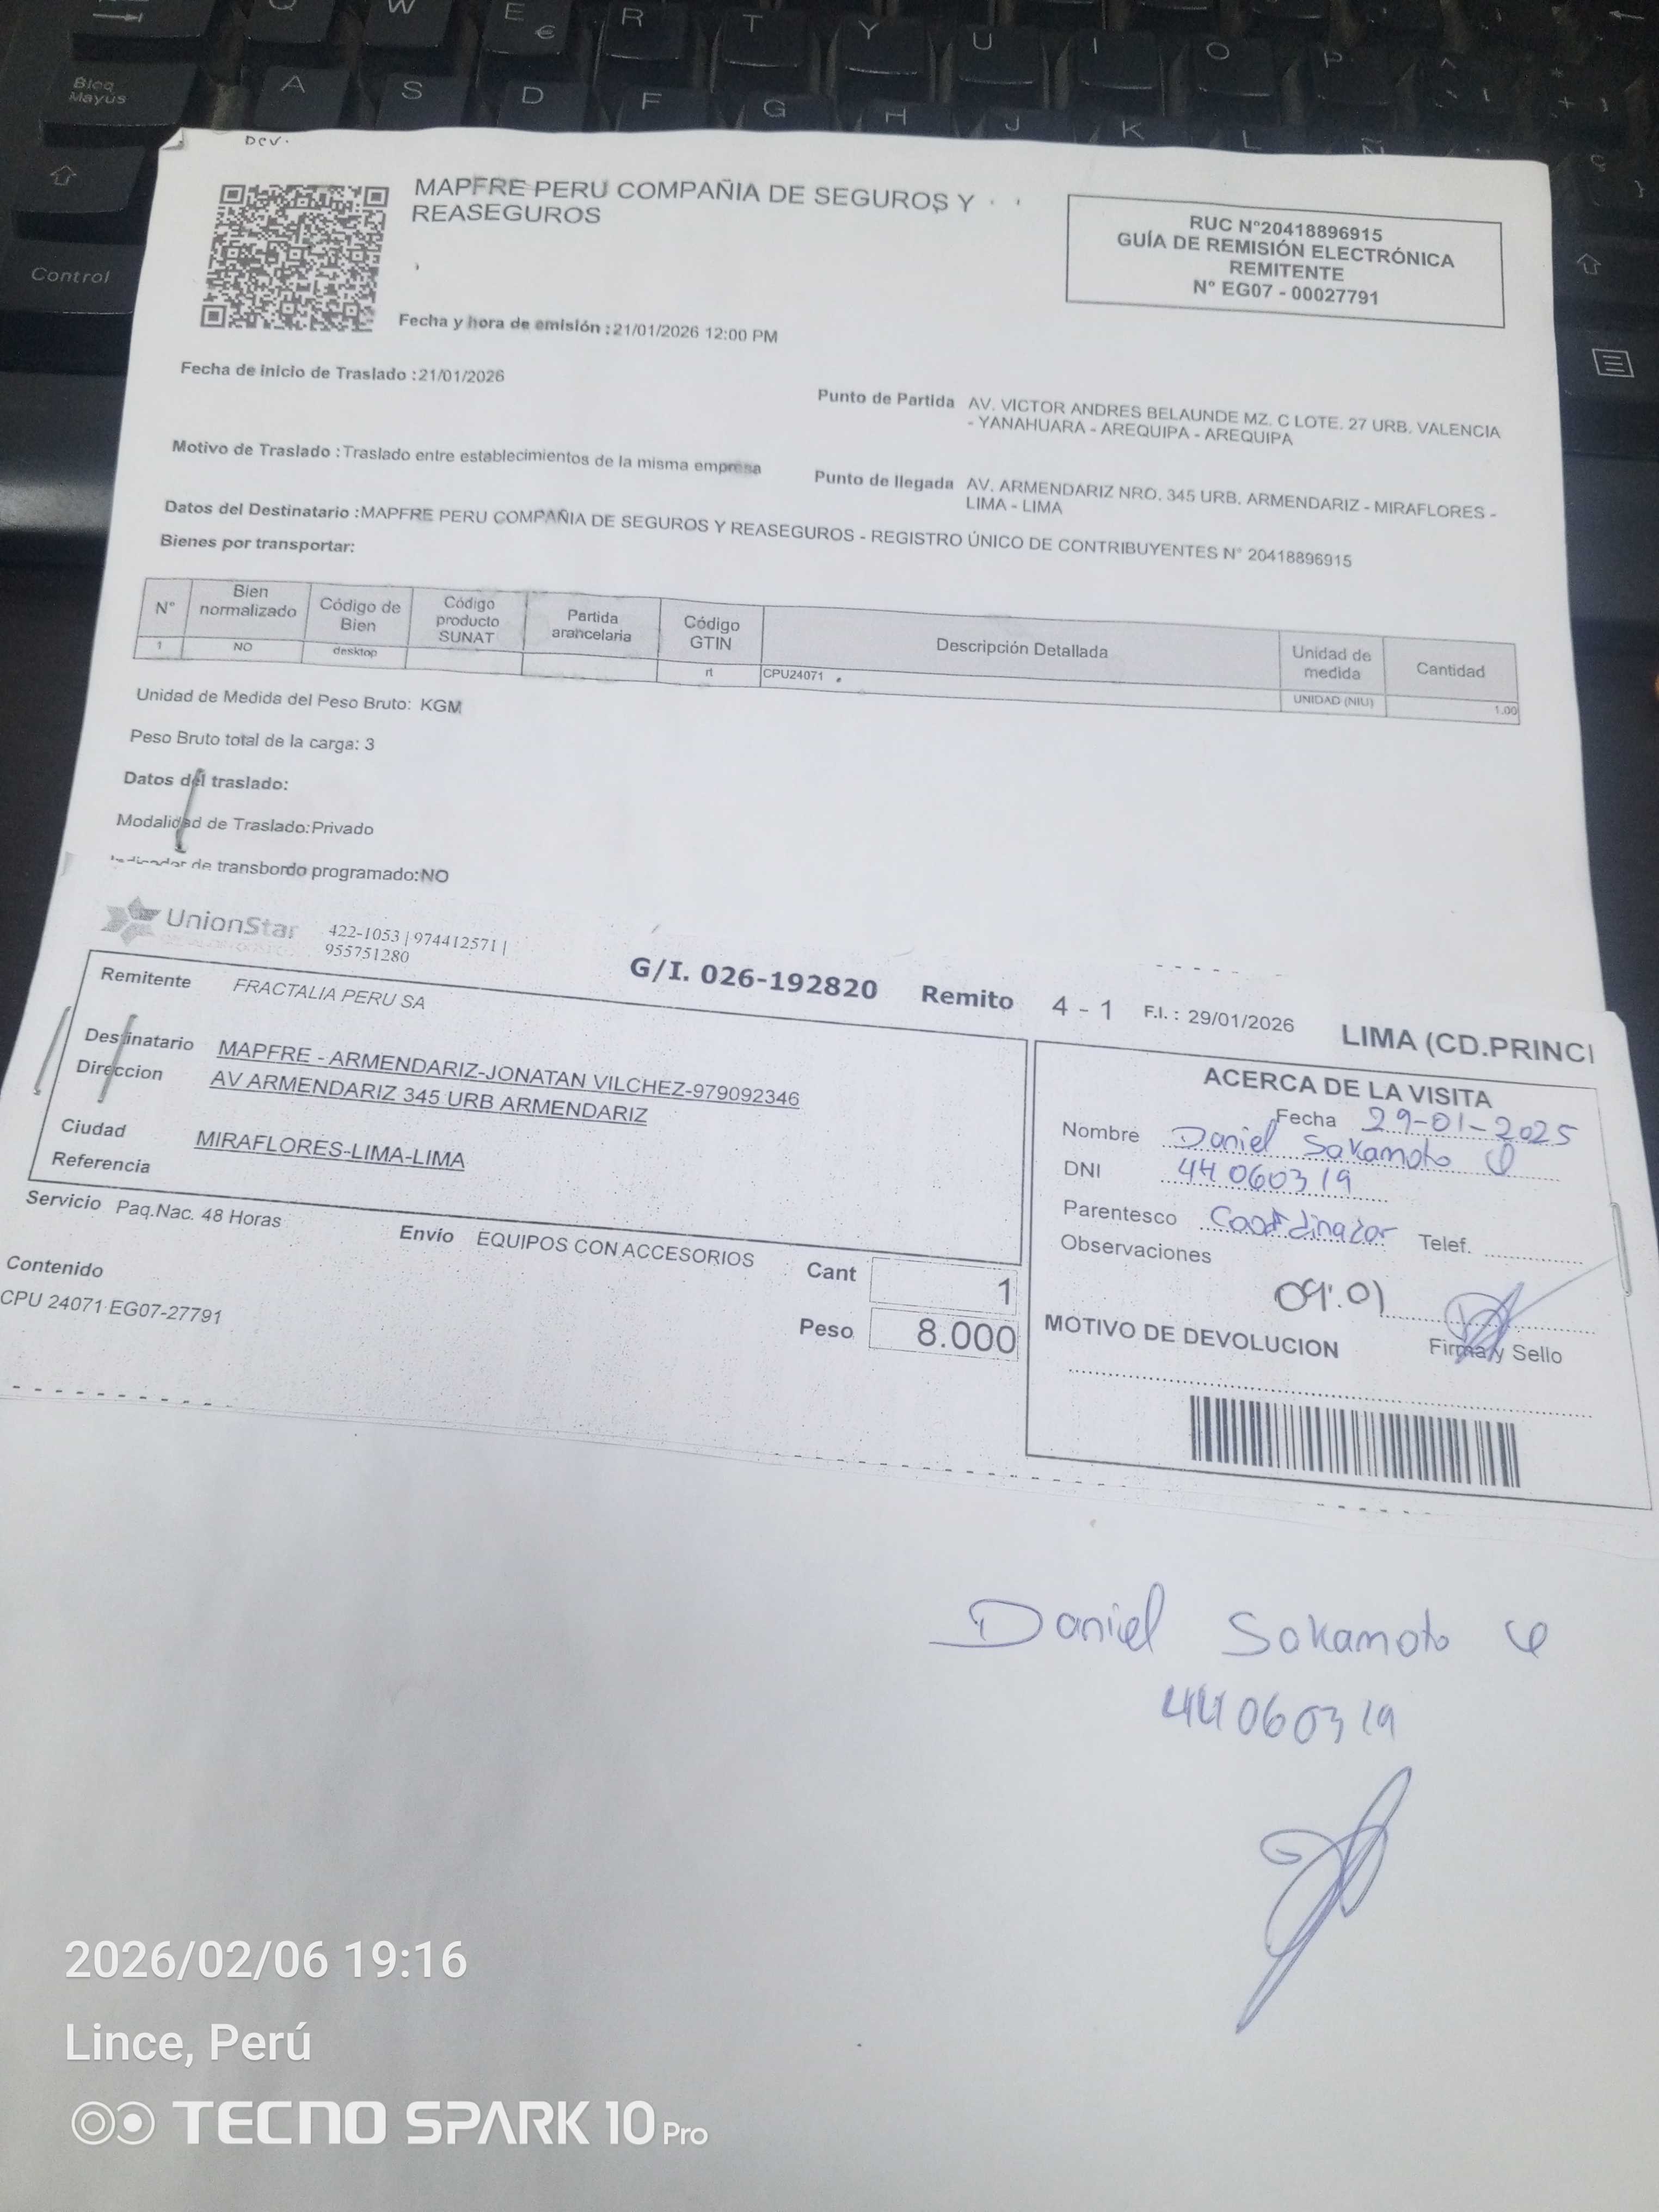 Dev.
MAPFRE PERU COMPAÑIA DE SEGUROS Y
REASEGUROS
RUC N°20418896915
GUÍA DE REMISIÓN ELECTRÓNICA
REMITENTE
N° EG07 - 00027791
Fecha y hora de emisión :21/01/2026 12:00 PM
Fecha de inicio de Traslado :21/01/2026
Punto de Partida AV. VICTOR ANDRES BELAUNDE MZ. C LOTE. 27 URB. VALENCIA
- YANAHUARA - AREQUIPA - AREQUIPA
Motivo de Traslado :Traslado entre establecimientos de la misma empresa
Punto de llegada AV. ARMENDARIZ NRO. 345 URB. ARMENDARIZ - MIRAFLORES -
LIMA - LIMA
Datos del Destinatario :MAPFRE PERU COMPAÑIA DE SEGUROS Y REASEGUROS - REGISTRO ÚNICO DE CONTRIBUYENTES N° 20418896915
Bienes por transportar:
N° Bien normalizado Código de Bien Código producto SUNAT Partida arancelaria Código GTIN Descripción Detallada Unidad de medida Cantidad
1 NO desktop rt CPU24071 UNIDAD (NIU) 1.00
Unidad de Medida del Peso Bruto: KGM
Peso Bruto total de la carga: 3
Datos del traslado:
Modalidad de Traslado:Privado
Indicador de transbordo programado:NO
UnionStar
422-1053 | 974412571 |
955751280
G/I. 026-192820 Remito 4 - 1 F.I. : 29/01/2026 LIMA (CD.PRINCI
Remitente FRACTALIA PERU SA
Destinatario MAPFRE - ARMENDARIZ-JONATAN VILCHEZ-979092346
Direccion AV ARMENDARIZ 345 URB ARMENDARIZ
Ciudad MIRAFLORES-LIMA-LIMA
Referencia
Servicio Paq.Nac. 48 Horas
Envio EQUIPOS CON ACCESORIOS
Cant 1
Contenido
CPU 24071 EG07-27791
Peso 8.000
ACERCA DE LA VISITA
Fecha 29-01-2025
Nombre Daniel Sakamoto
DNI 44060319
Parentesco Coordinador Telef.
Observaciones
09:01
MOTIVO DE DEVOLUCION
Firma y Sello
Daniel Sakamoto
44060319
2026/02/06 19:16
Lince, Perú
TECNO SPARK 10 Pro
Bloq Mayús
Control
Q W E € R T Y U I O P
A S D F G H J K L Ñ